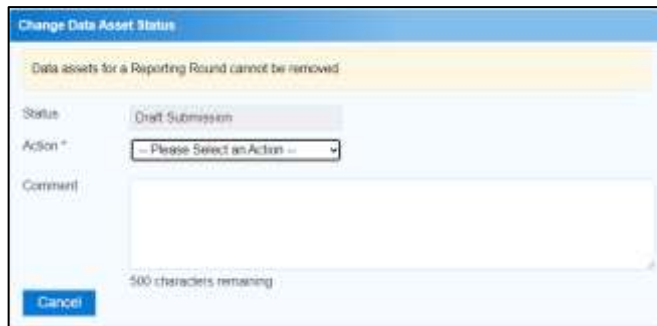 Change Data Asset Status
Data assets for a Reporting Round cannot be removed
Status
Draft Submission
Action *
-- Please Select an Action --
Comment
500 characters remaining
Cancel